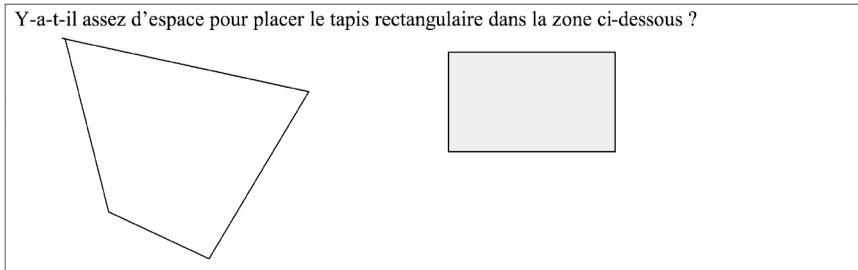 Y-a-t-il assez d’espace pour placer le tapis rectangulaire dans la zone ci-dessous ?